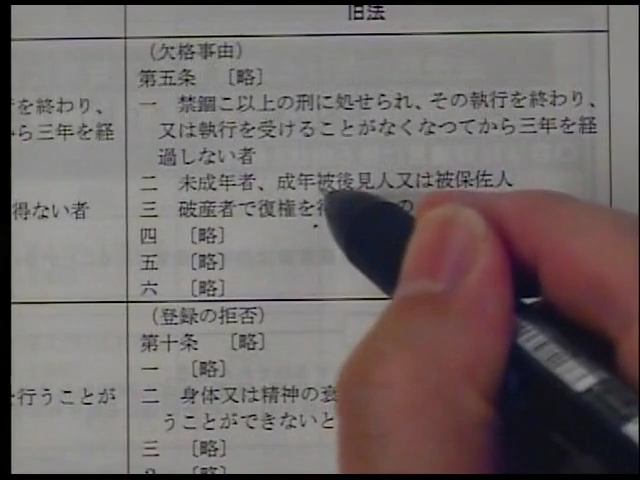 旧法
（欠格事由）
第五条　〔略〕
一　禁錮こ以上の刑に処せられ、その執行を終わり、
又は執行を受けることがなくなつてから三年を経
過しない者
二　未成年者、成年被後見人又は被保佐人
三　破産者で復権を
四　〔略〕
五　〔略〕
六　〔略〕
（登録の拒否）
第十条　〔略〕
一　〔略〕
二　身体又は精神の衰
うことができないと
三　〔略〕
〔略〕
を終わり、
ら三年を経
得ない者
行うことが